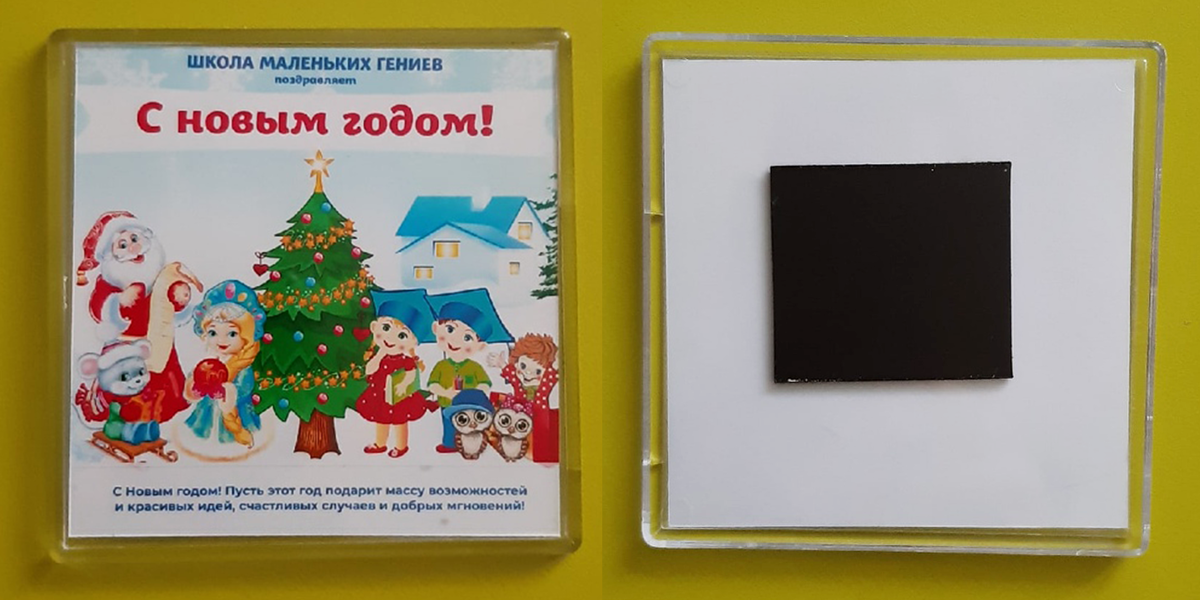 ШКОЛА МАЛЕНЬКИХ ГЕНИЕВ
поздравляет
С новым годом!
С Новым годом! Пусть этот год подарит массу возможностей
и красивых идей, счастливых случаев и добрых мгновений!